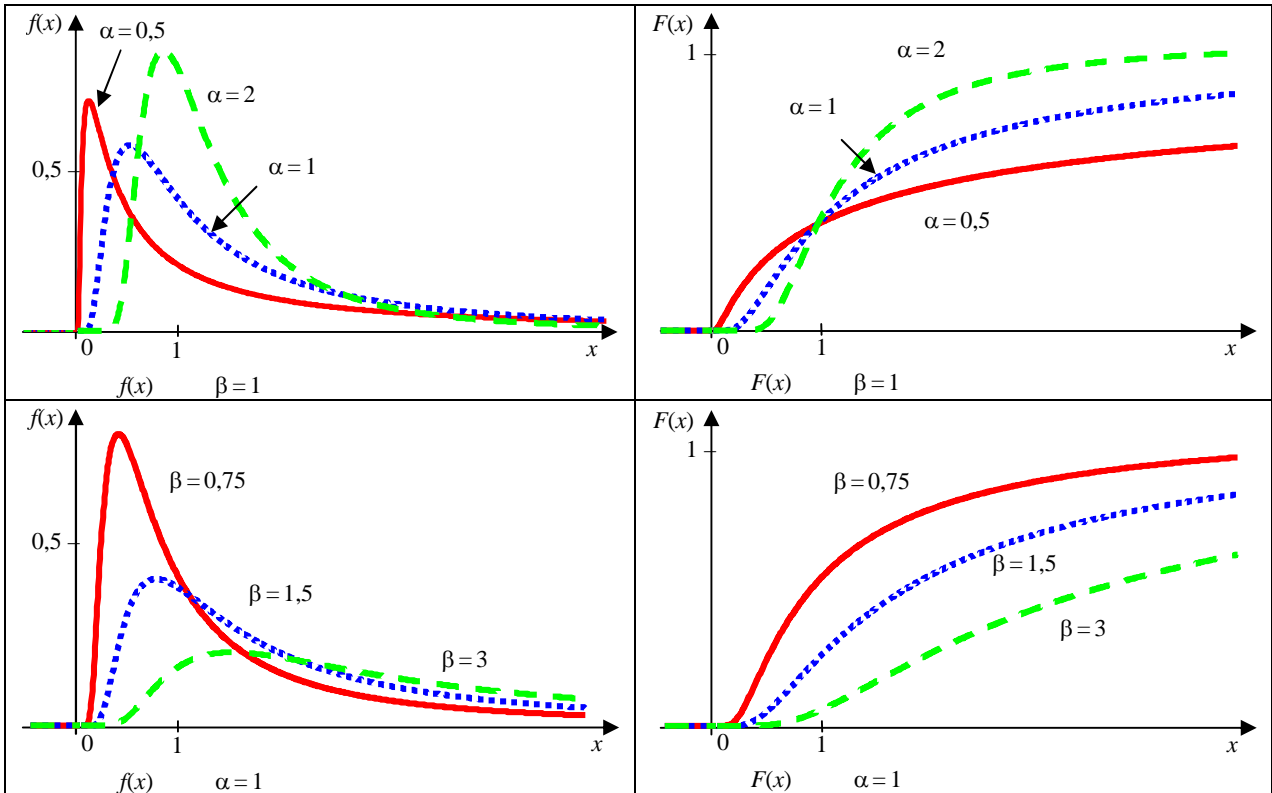 f(x)
α = 0,5
α = 2
0,5
α = 1
0
1
x
f(x) β = 1
F(x)
1
α = 2
α = 1
α = 0,5
0
1
x
F(x) β = 1
f(x)
β = 0,75
0,5
β = 1,5
β = 3
0
1
x
f(x) α = 1
F(x)
1
β = 0,75
β = 1,5
β = 3
0
1
x
F(x) α = 1